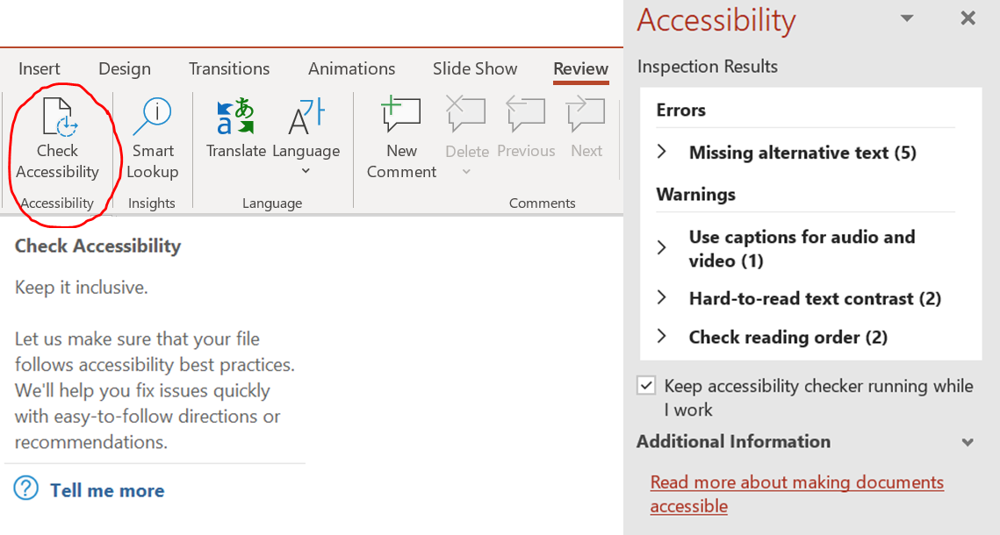 Insert Design Transitions Animations Slide Show Review
Check Accessibility
Smart Lookup
Translate
Language
New Comment
Delete
Previous
Next
Accessibility
Insights
Language
Comments
Check Accessibility
Keep it inclusive.
Let us make sure that your file
follows accessibility best practices.
We'll help you fix issues quickly
with easy-to-follow directions or
recommendations.
Tell me more
Accessibility
Inspection Results
Errors
Missing alternative text (5)
Warnings
Use captions for audio and
video (1)
Hard-to-read text contrast (2)
Check reading order (2)
Keep accessibility checker running while
I work
Additional Information
Read more about making documents
accessible